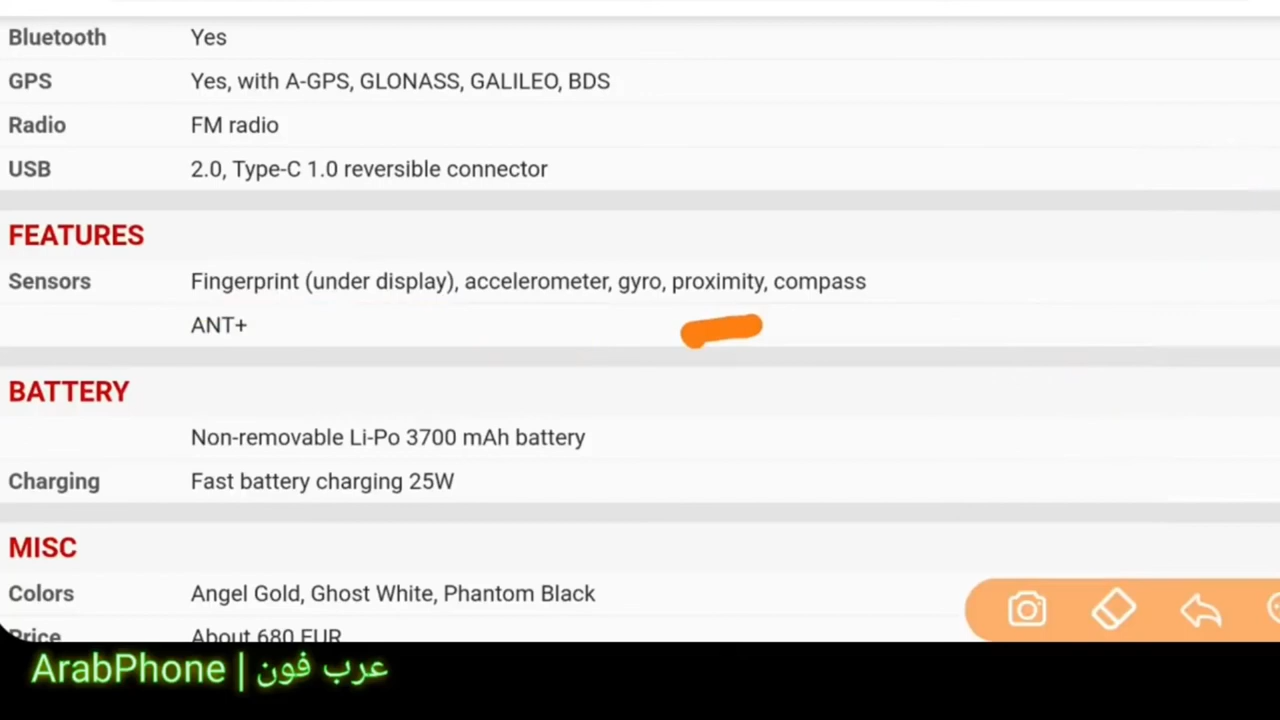 Bluetooth Yes
GPS Yes, with A-GPS, GLONASS, GALILEO, BDS
Radio FM radio
USB 2.0, Type-C 1.0 reversible connector
FEATURES
Sensors Fingerprint (under display), accelerometer, gyro, proximity, compass
ANT+
BATTERY
Non-removable Li-Po 3700 mAh battery
Charging Fast battery charging 25W
MISC
Colors Angel Gold, Ghost White, Phantom Black
Price About 680 EUR
ArabPhone | عرب فون